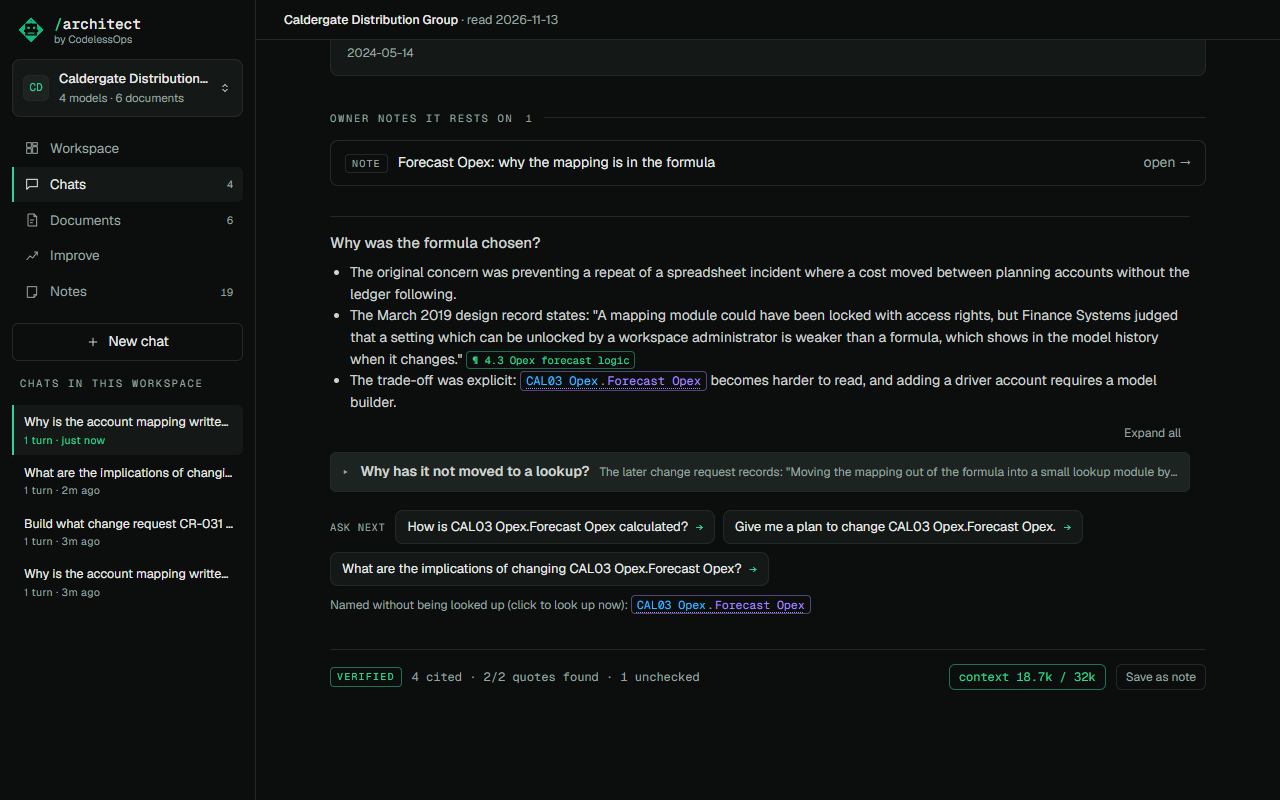 /architect
by CodelessOps
CD
Caldergate Distribution...
4 models · 6 documents
Workspace
Chats 4
Documents 6
Improve
Notes 19
+ New chat
CHATS IN THIS WORKSPACE
Why is the account mapping writte...
1 turn · just now
What are the implications of changi...
1 turn · 2m ago
Build what change request CR-031 ...
1 turn · 3m ago
Why is the account mapping writte...
1 turn · 3m ago
Caldergate Distribution Group · read 2026-11-13
2024-05-14
OWNER NOTES IT RESTS ON 1
NOTE Forecast Opex: why the mapping is in the formula open →
Why was the formula chosen?
• The original concern was preventing a repeat of a spreadsheet incident where a cost moved between planning accounts without the
ledger following.
• The March 2019 design record states: "A mapping module could have been locked with access rights, but Finance Systems judged
that a setting which can be unlocked by a workspace administrator is weaker than a formula, which shows in the model history
when it changes." ¶ 4.3 Opex forecast logic
• The trade-off was explicit: CAL03 Opex.Forecast Opex becomes harder to read, and adding a driver account requires a model
builder.
Expand all
▸ Why has it not moved to a lookup? The later change request records: "Moving the mapping out of the formula into a small lookup module by...
ASK NEXT How is CAL03 Opex.Forecast Opex calculated? → Give me a plan to change CAL03 Opex.Forecast Opex. →
What are the implications of changing CAL03 Opex.Forecast Opex? →
Named without being looked up (click to look up now): CAL03 Opex.Forecast Opex
VERIFIED 4 cited · 2/2 quotes found · 1 unchecked
context 18.7k / 32k Save as note